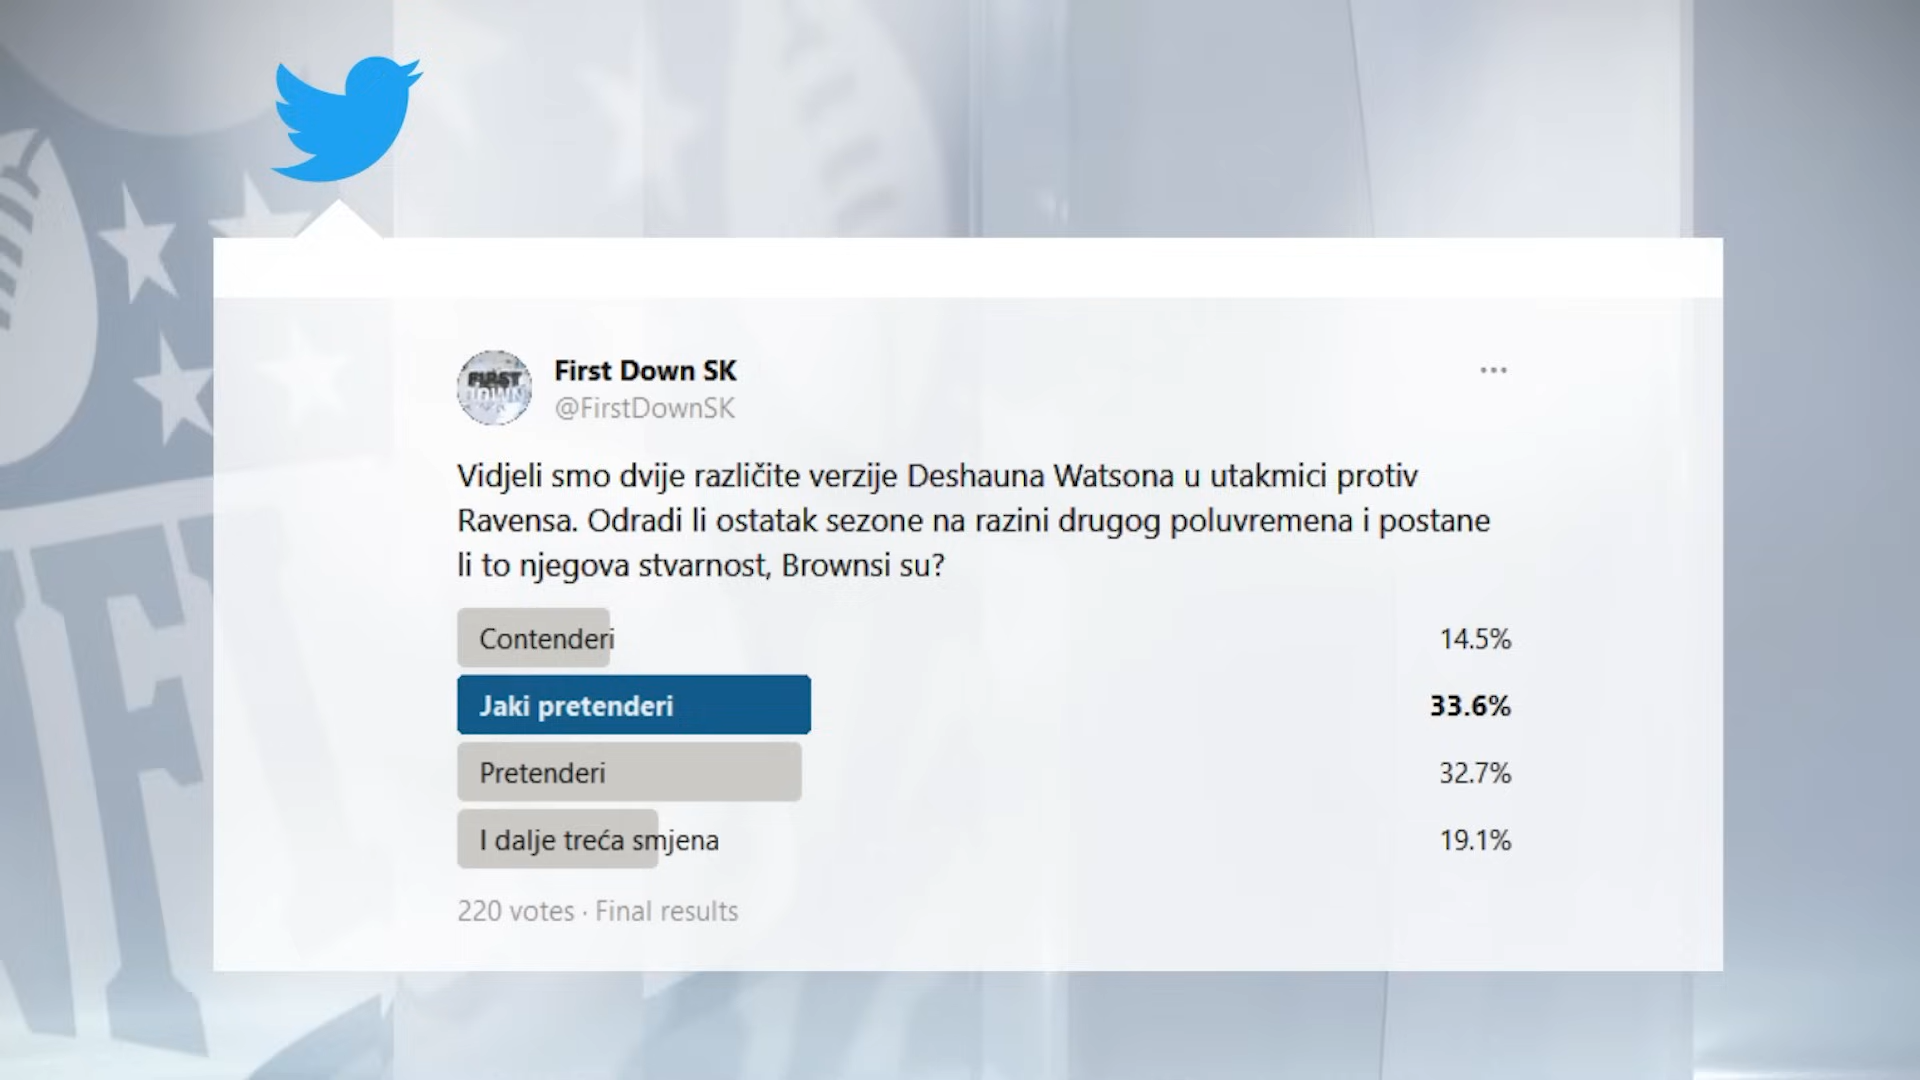 FIRST
DOWN
First Down SK
@FirstDownSK
Vidjeli smo dvije različite verzije Deshauna Watsona u utakmici protiv
Ravensa. Odradi li ostatak sezone na razini drugog poluvremena i postane
li to njegova stvarnost, Brownsi su?
Contenderi 14.5%
Jaki pretenderi 33.6%
Pretenderi 32.7%
I dalje treća smjena 19.1%
220 votes · Final results